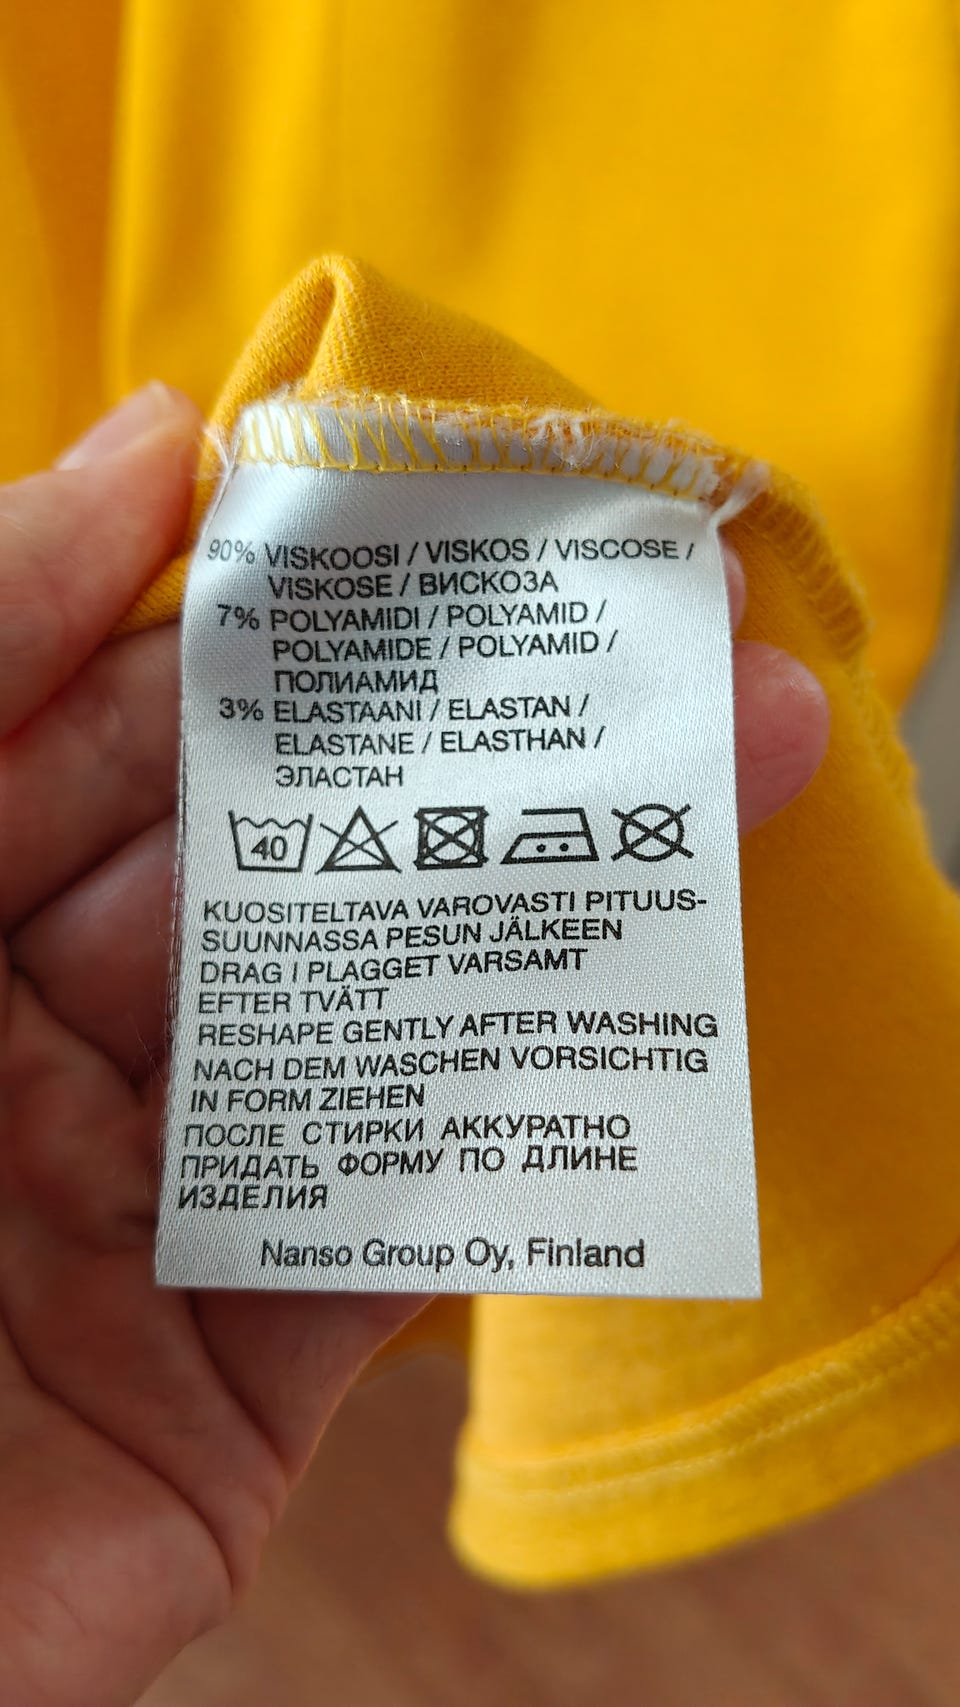 90% VISKOOSI / VISKOS / VISCOSE /
VISKOSE / ВИСКОЗА
7% POLYAMIDI / POLYAMID /
POLYAMIDE / POLYAMID /
ПОЛИАМИД
3% ELASTAANI / ELASTAN /
ELASTANE / ELASTHAN /
ЭЛАСТАН
40
KUOSITELTAVA VAROVASTI PITUUS-
SUUNNASSA PESUN JÄLKEEN
DRAG I PLAGGET VARSAMT
EFTER TVÄTT
RESHAPE GENTLY AFTER WASHING
NACH DEM WASCHEN VORSICHTIG
IN FORM ZIEHEN
ПОСЛЕ СТИРКИ АККУРАТНО
ПРИДАТЬ ФОРМУ ПО ДЛИНЕ
ИЗДЕЛИЯ
Nanso Group Oy, Finland